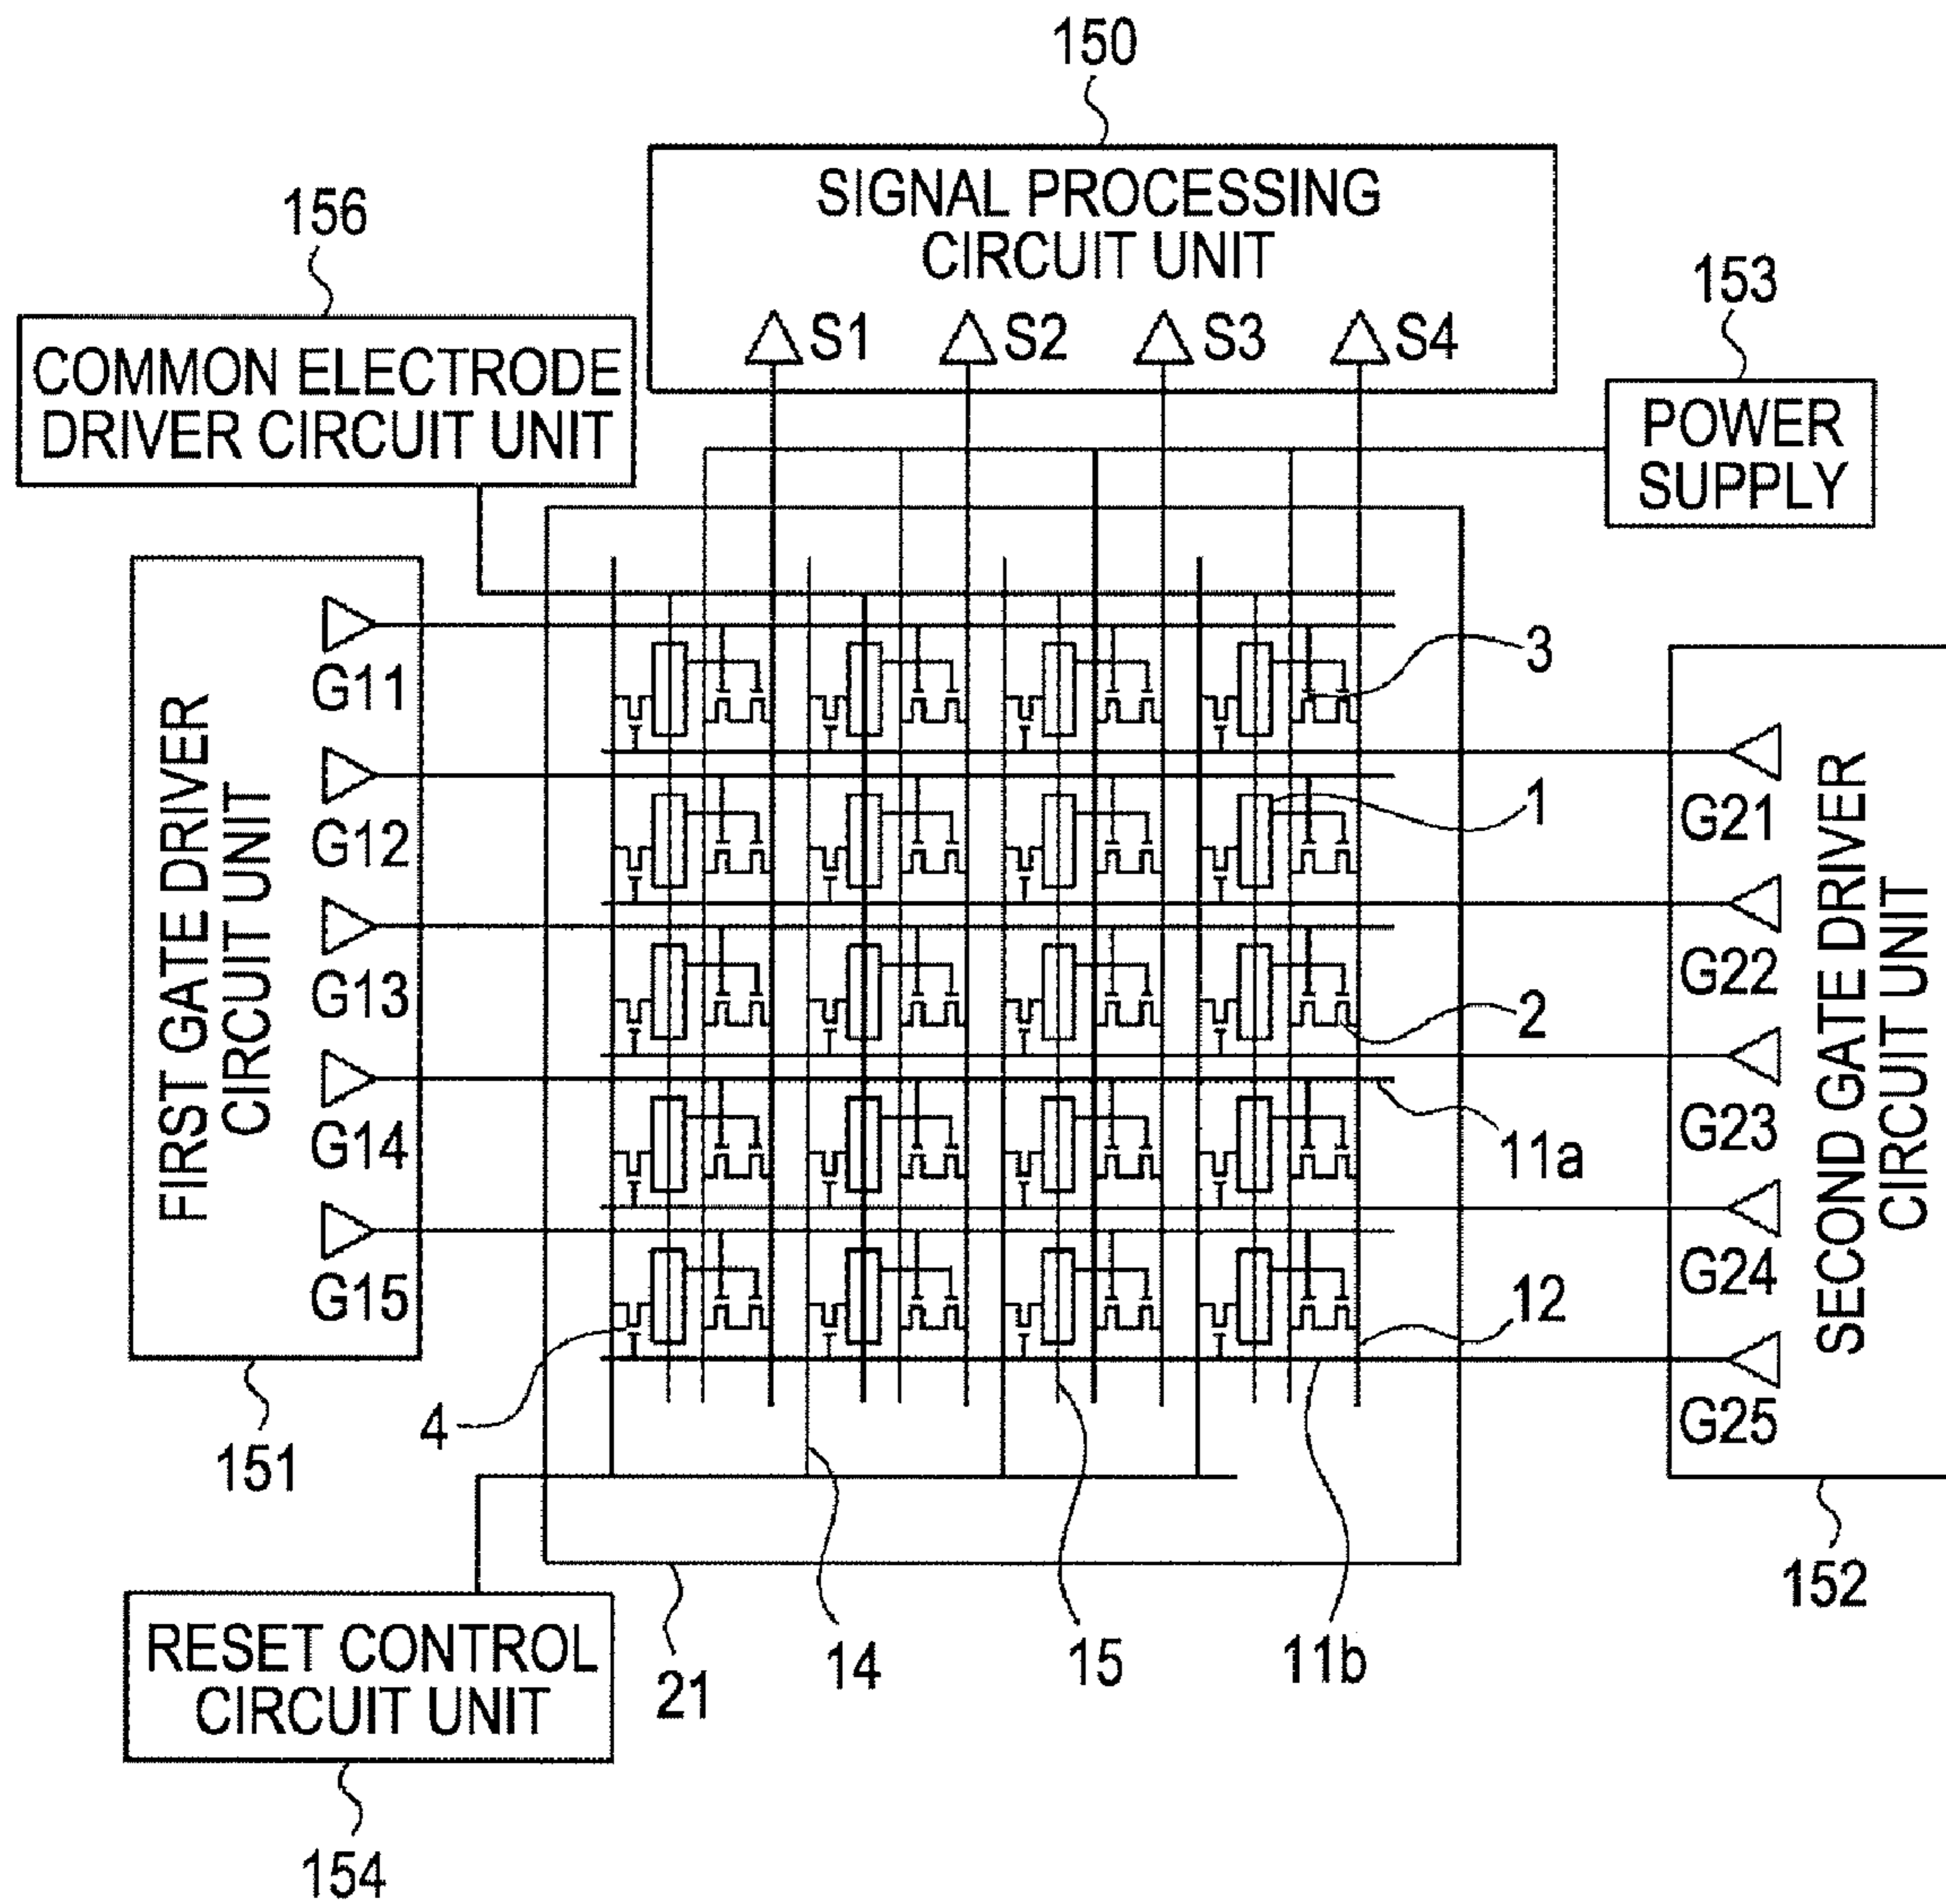 150
SIGNAL PROCESSING
CIRCUIT UNIT
S1 S2 S3 S4
156
COMMON ELECTRODE
DRIVER CIRCUIT UNIT
153
POWER
SUPPLY
FIRST GATE DRIVER
CIRCUIT UNIT
G11
G12
G13
G14
G15
151
3
1
2
11a
12
4
SECOND GATE DRIVER
CIRCUIT UNIT
G21
G22
G23
G24
G25
152
RESET CONTROL
CIRCUIT UNIT
154
21
14
15
11b